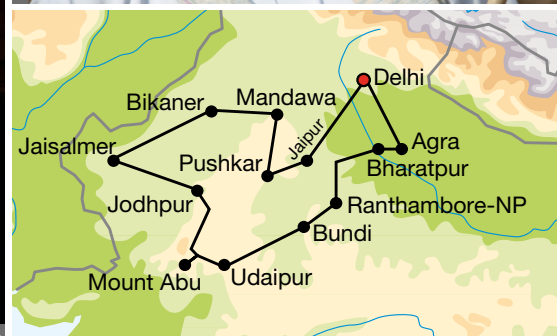 Delhi
Bikaner
Mandawa
Jaisalmer
Pushkar
Jaipur
Agra
Bharatpur
Jodhpur
Ranthambore-NP
Bundi
Mount Abu
Udaipur